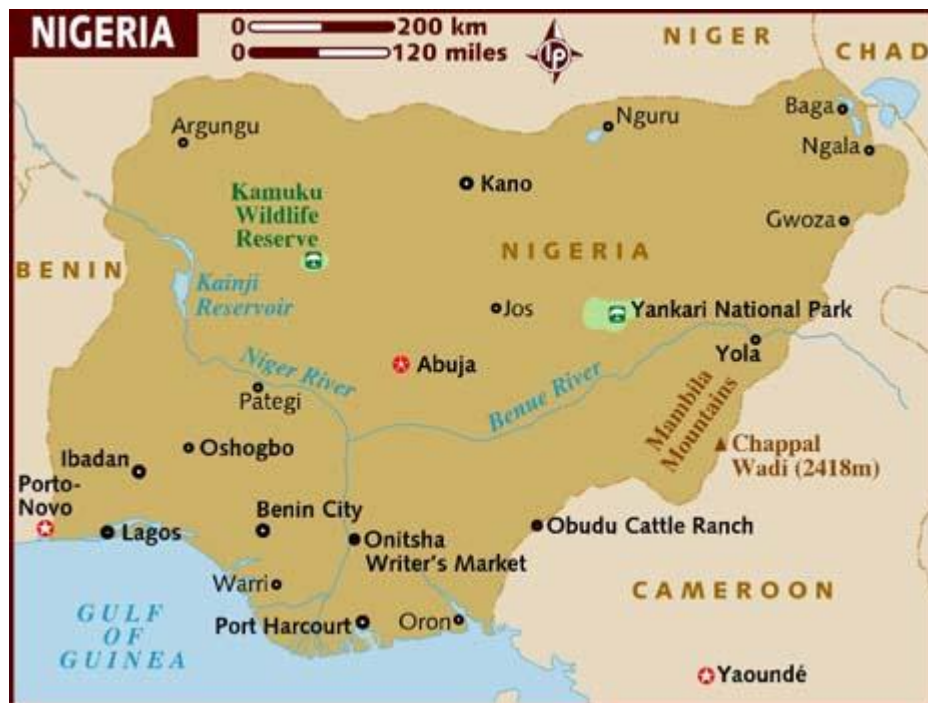 NIGERIA
0 200 km
0 120 miles
LP
NIGER
CHAD
Baga
Nguru
Argungu
Ngala
Kano
Kamuku
Wildlife
Reserve
Gwoza
NIGERIA
BENIN
Kainji
Reservoir
Jos
Yankari National Park
Niger River
Abuja
Yola
Benue River
Pategi
Mambila
Mountains
Oshogbo
Chappal
Wadi (2418m)
Ibadan
Porto-
Novo
Benin City
Lagos
Onitsha
Writer's Market
Obudu Cattle Ranch
Warri
CAMEROON
GULF
OF
GUINEA
Port Harcourt
Oron
Yaoundé